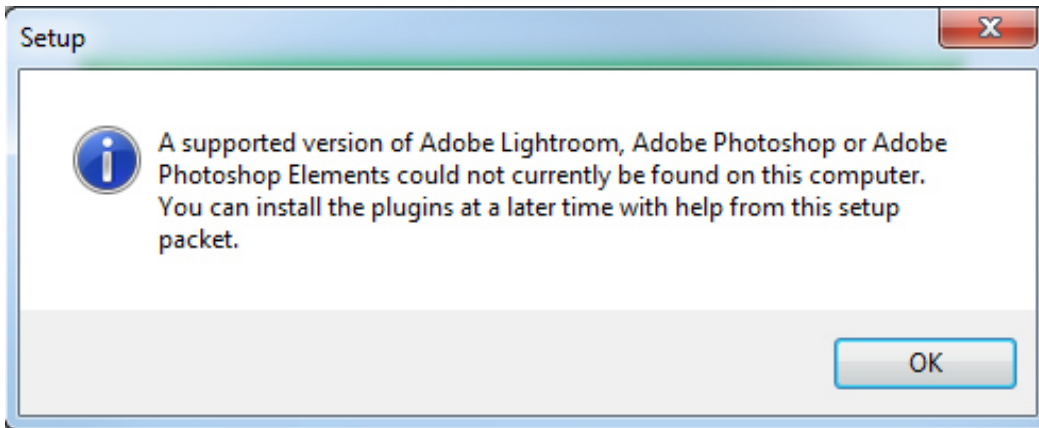 Setup
A supported version of Adobe Lightroom, Adobe Photoshop or Adobe
Photoshop Elements could not currently be found on this computer.
You can install the plugins at a later time with help from this setup
packet.
OK